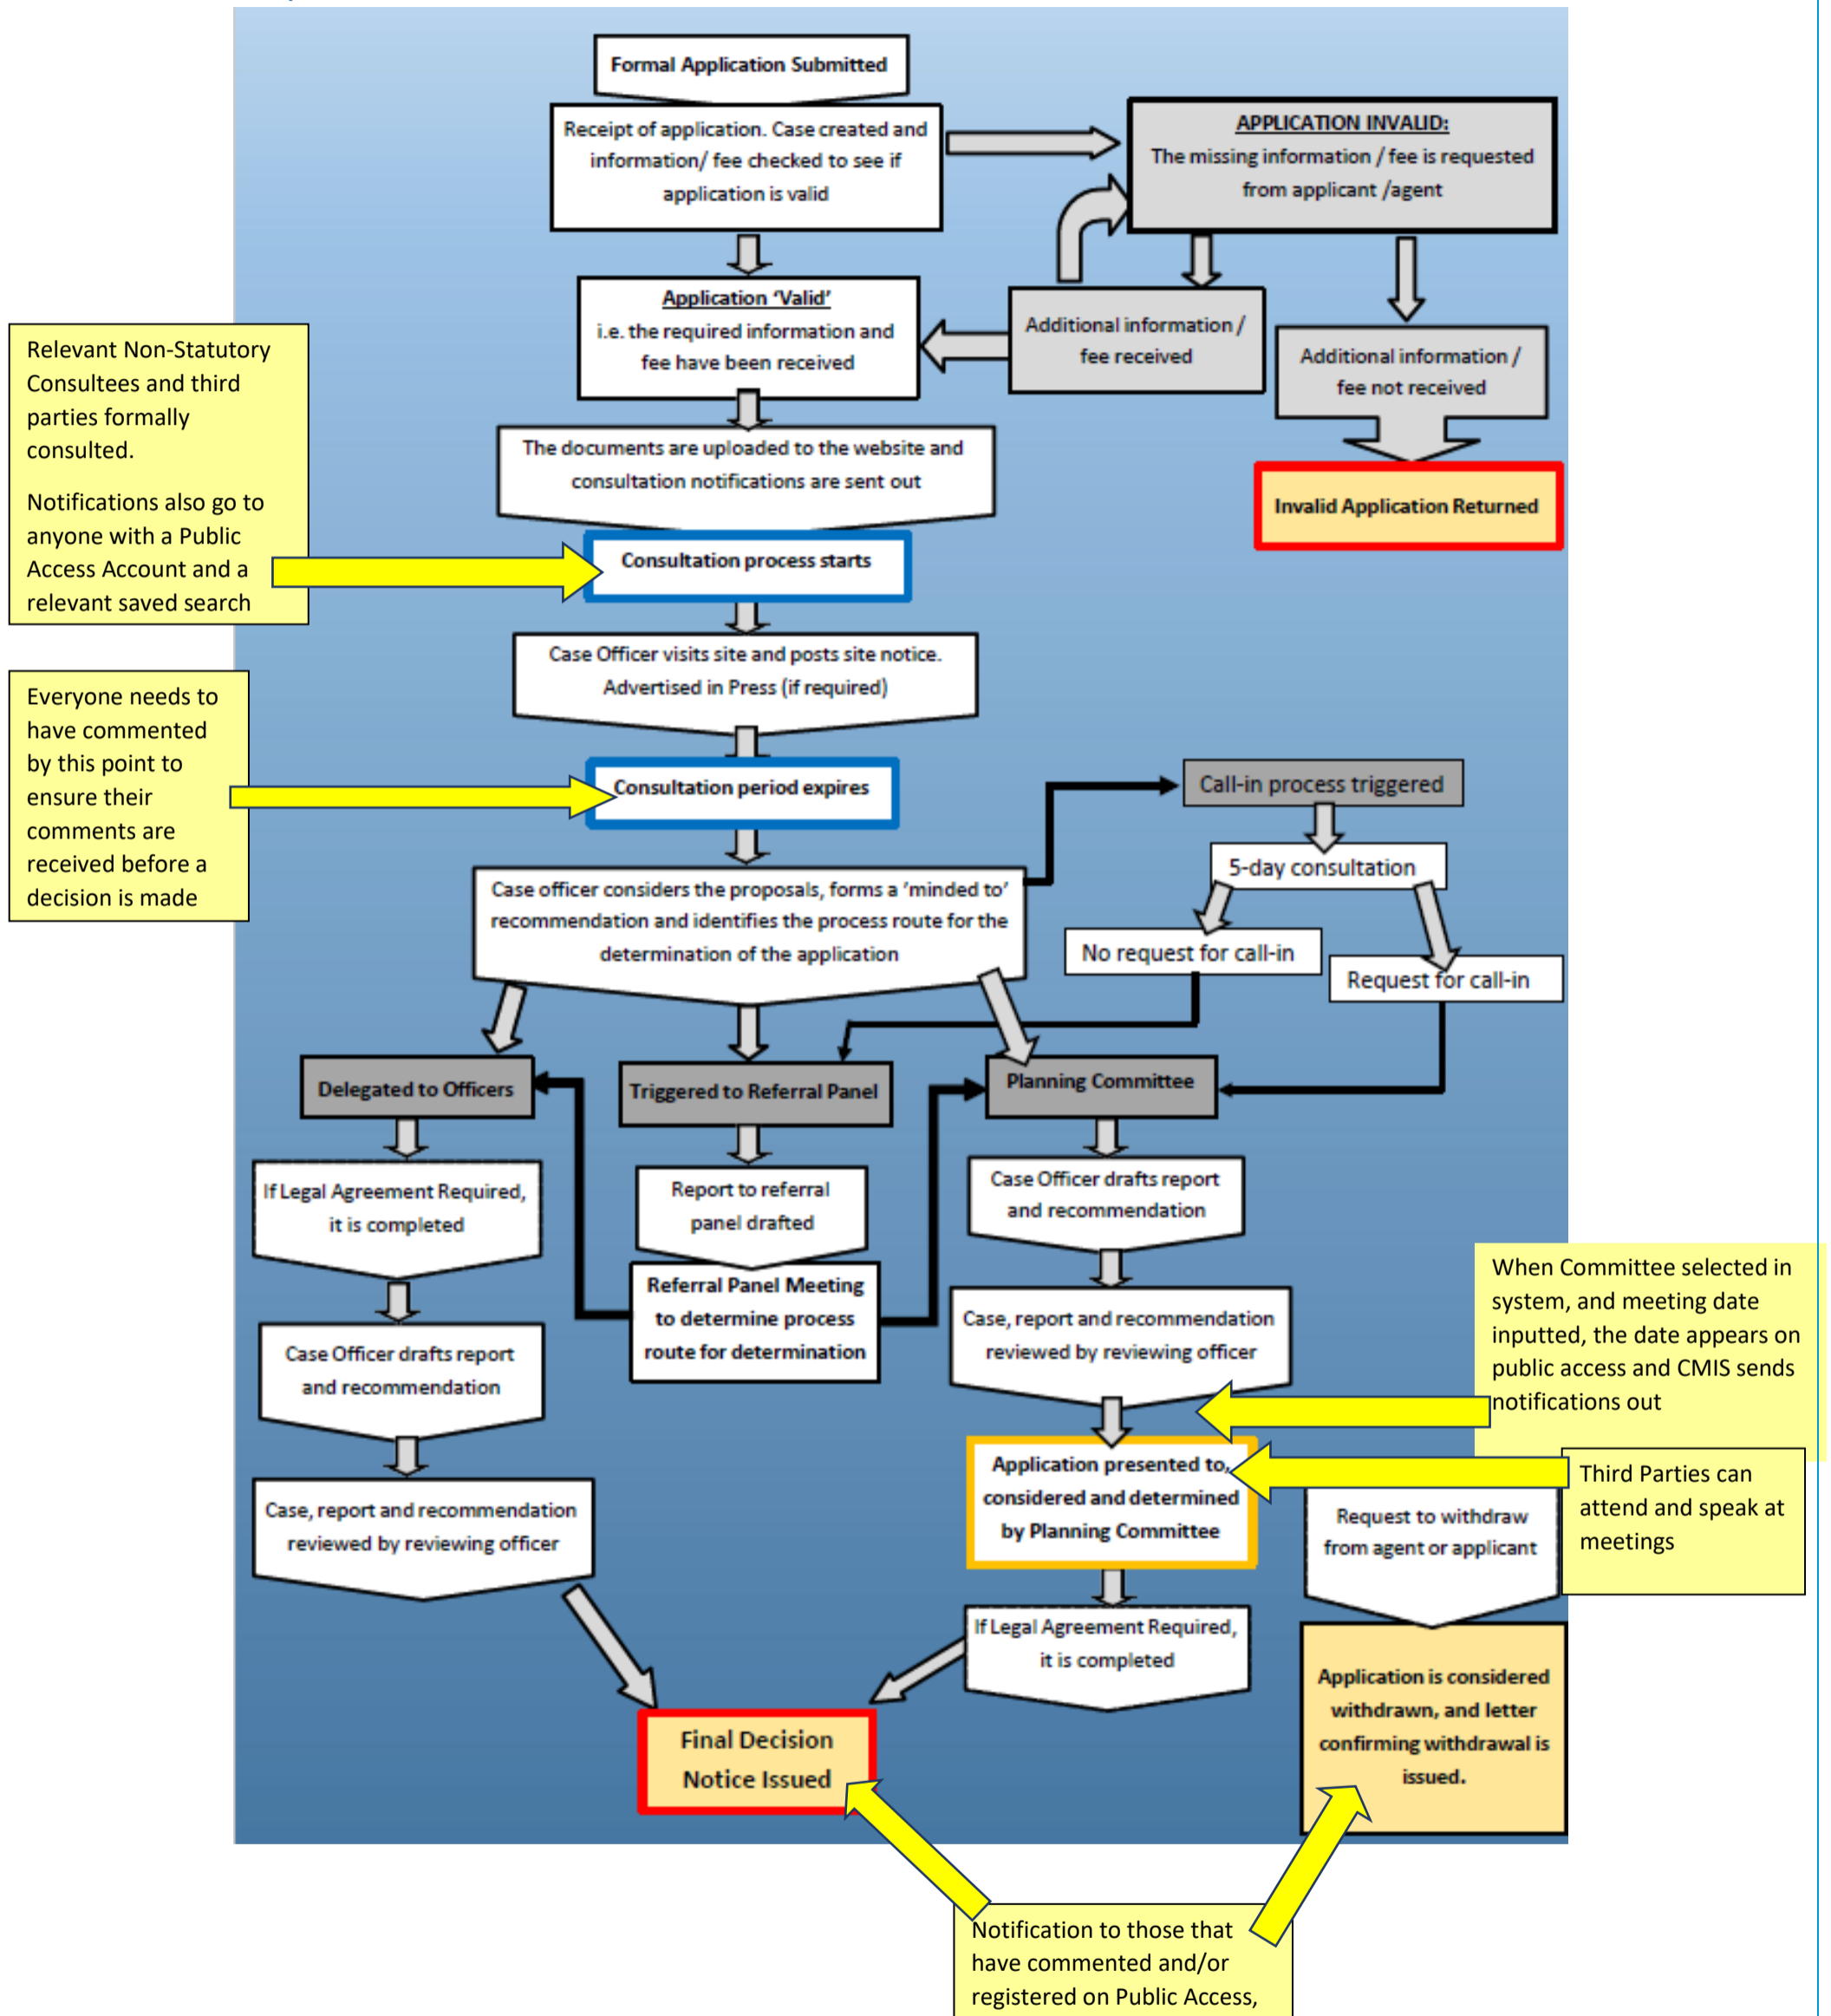 Formal Application Submitted
Receipt of application. Case created and
information/ fee checked to see if
application is valid
APPLICATION INVALID:
The missing information / fee is requested
from applicant /agent
Application ‘Valid’
i.e. the required information and
fee have been received
Additional information /
fee received
Additional information /
fee not received
Invalid Application Returned
Relevant Non-Statutory
Consultees and third
parties formally
consulted.
Notifications also go to
anyone with a Public
Access Account and a
relevant saved search
The documents are uploaded to the website and
consultation notifications are sent out
Consultation process starts
Case Officer visits site and posts site notice.
Advertised in Press (if required)
Everyone needs to
have commented
by this point to
ensure their
comments are
received before a
decision is made
Consultation period expires
Call-in process triggered
5-day consultation
No request for call-in
Request for call-in
Case officer considers the proposals, forms a ‘minded to’
recommendation and identifies the process route for the
determination of the application
Delegated to Officers
Triggered to Referral Panel
Planning Committee
If Legal Agreement Required,
it is completed
Case Officer drafts report
and recommendation
Case, report and recommendation
reviewed by reviewing officer
Report to referral
panel drafted
Referral Panel Meeting
to determine process
route for determination
Case Officer drafts report
and recommendation
Case, report and recommendation
reviewed by reviewing officer
When Committee selected in
system, and meeting date
inputted, the date appears on
public access and CMIS sends
notifications out
Application presented to,
considered and determined
by Planning Committee
Third Parties can
attend and speak at
meetings
Request to withdraw
from agent or applicant
If Legal Agreement Required,
it is completed
Application is considered
withdrawn, and letter
confirming withdrawal is
issued.
Final Decision
Notice Issued
Notification to those that
have commented and/or
registered on Public Access,